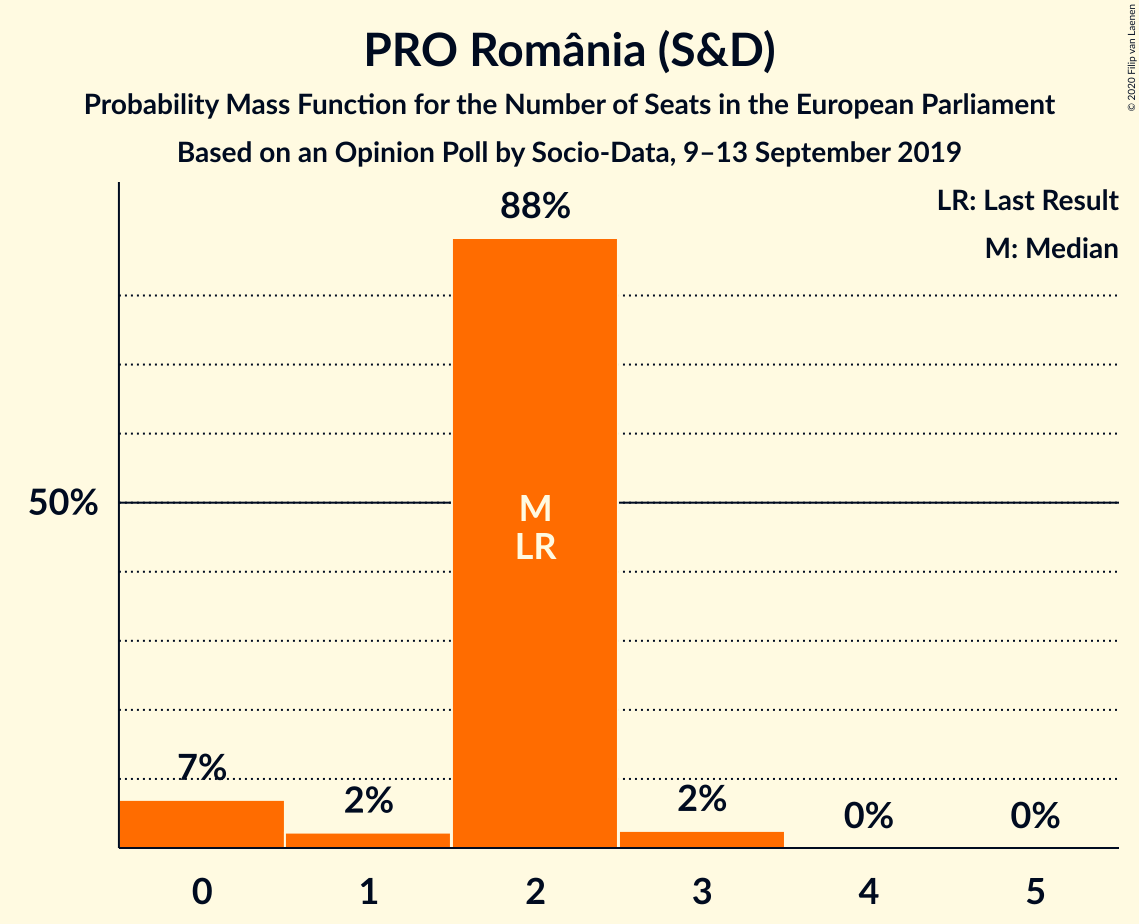 PRO România (S&D)
Probability Mass Function for the Number of Seats in the European Parliament
Based on an Opinion Poll by Socio-Data, 9–13 September 2019
© 2020 Filip van Laenen
LR: Last Result
M: Median
88%
50%
M
LR
7%
2%
2%
0%
0%
0 1 2 3 4 5